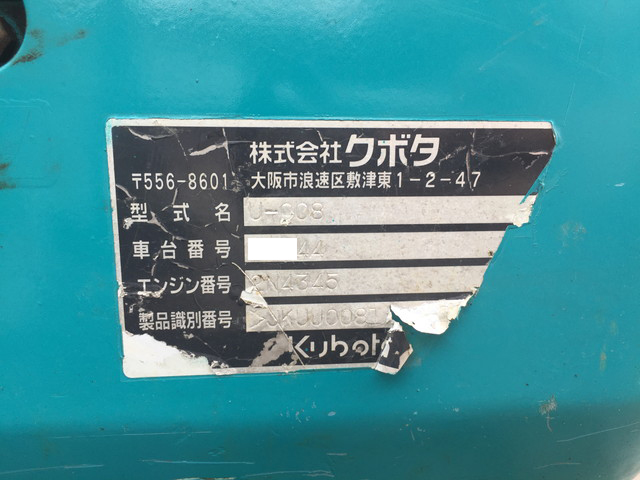 株式会社クボタ
〒556-8601 大阪市浪速区敷津東1-2-47
型式名 U-008
車台番号 44
エンジン番号 2N4345
製品識別番号
Kubota